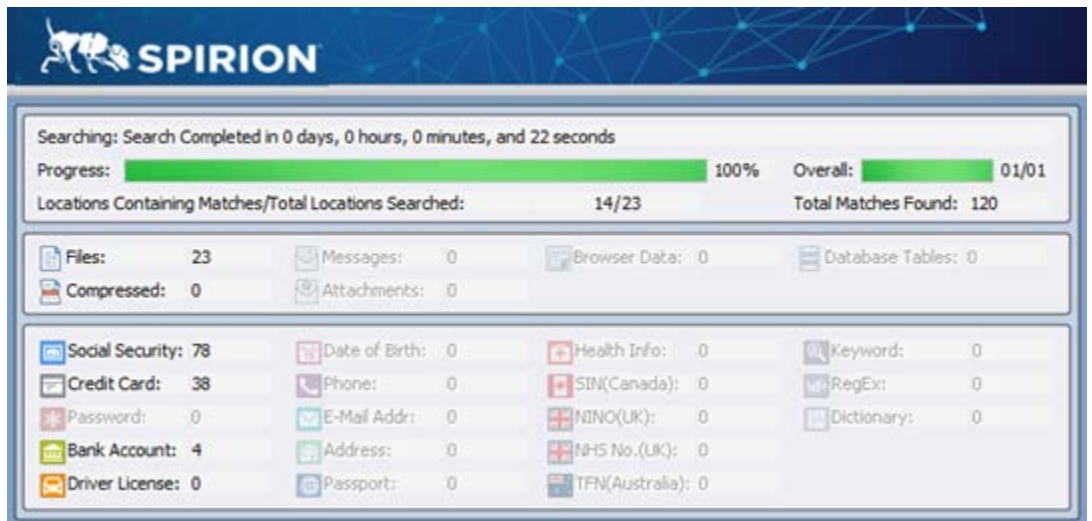 SPIRION
Searching: Search Completed in 0 days, 0 hours, 0 minutes, and 22 seconds
Progress: 100% Overall: 01/01
Locations Containing Matches/Total Locations Searched: 14/23 Total Matches Found: 120
Files: 23 Messages: 0 Browser Data: 0 Database Tables: 0
Compressed: 0 Attachments: 0
Social Security: 78 Date of Birth: 0 Health Info: 0 Keyword: 0
Credit Card: 38 Phone: 0 SIN(Canada): 0 RegEx: 0
Password: 0 E-Mail Addr: 0 NINO(UK): 0 Dictionary: 0
Bank Account: 4 Address: 0 NHS No.(UK): 0
Driver License: 0 Passport: 0 TFN(Australia): 0